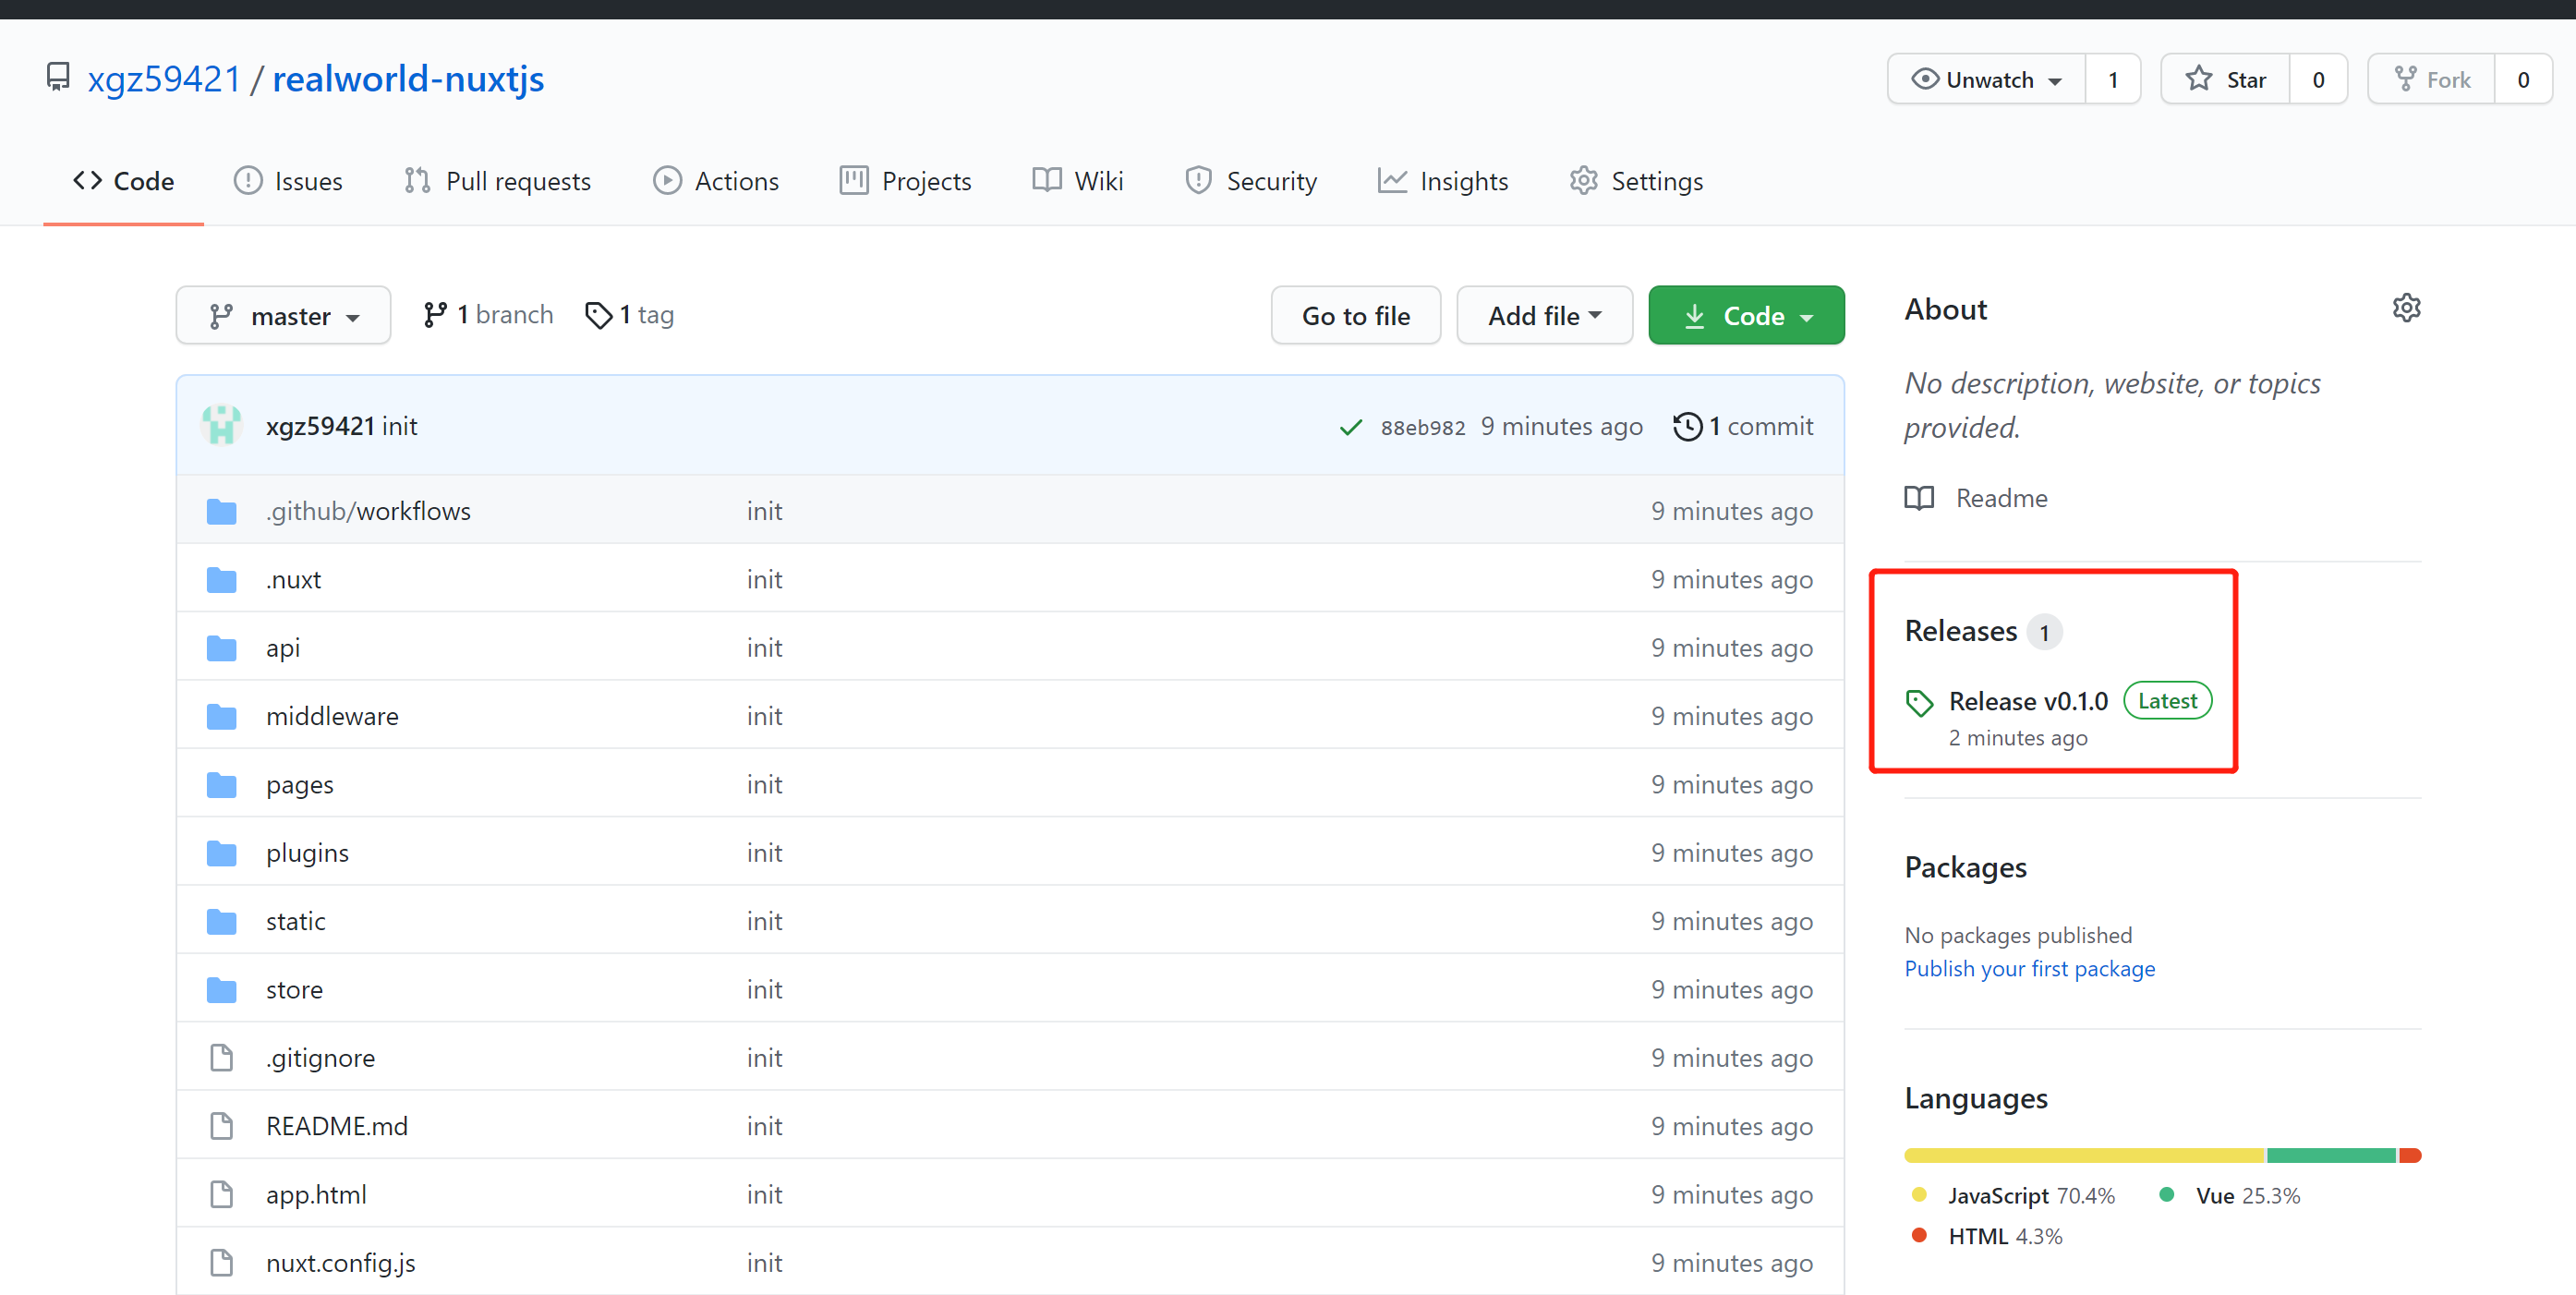 xgz59421 / realworld-nuxtjs
Unwatch 1 Star 0 Fork 0
Code Issues Pull requests Actions Projects Wiki Security Insights Settings
master 1 branch 1 tag Go to file Add file Code
xgz59421 init 88eb982 9 minutes ago 1 commit
.github/workflows init 9 minutes ago
.nuxt init 9 minutes ago
api init 9 minutes ago
middleware init 9 minutes ago
pages init 9 minutes ago
plugins init 9 minutes ago
static init 9 minutes ago
store init 9 minutes ago
.gitignore init 9 minutes ago
README.md init 9 minutes ago
app.html init 9 minutes ago
nuxt.config.js init 9 minutes ago
About
No description, website, or topics
provided.
Readme
Releases 1
Release v0.1.0 Latest
2 minutes ago
Packages
No packages published
Publish your first package
Languages
JavaScript 70.4% Vue 25.3%
HTML 4.3%